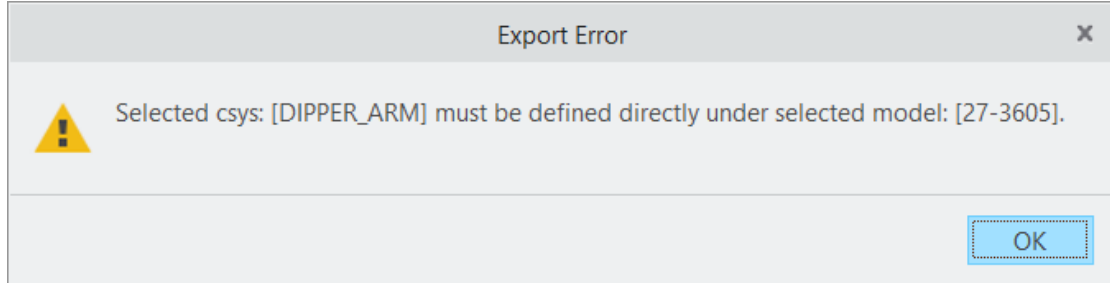 Export Error
Selected csys: [DIPPER_ARM] must be defined directly under selected model: [27-3605].
OK